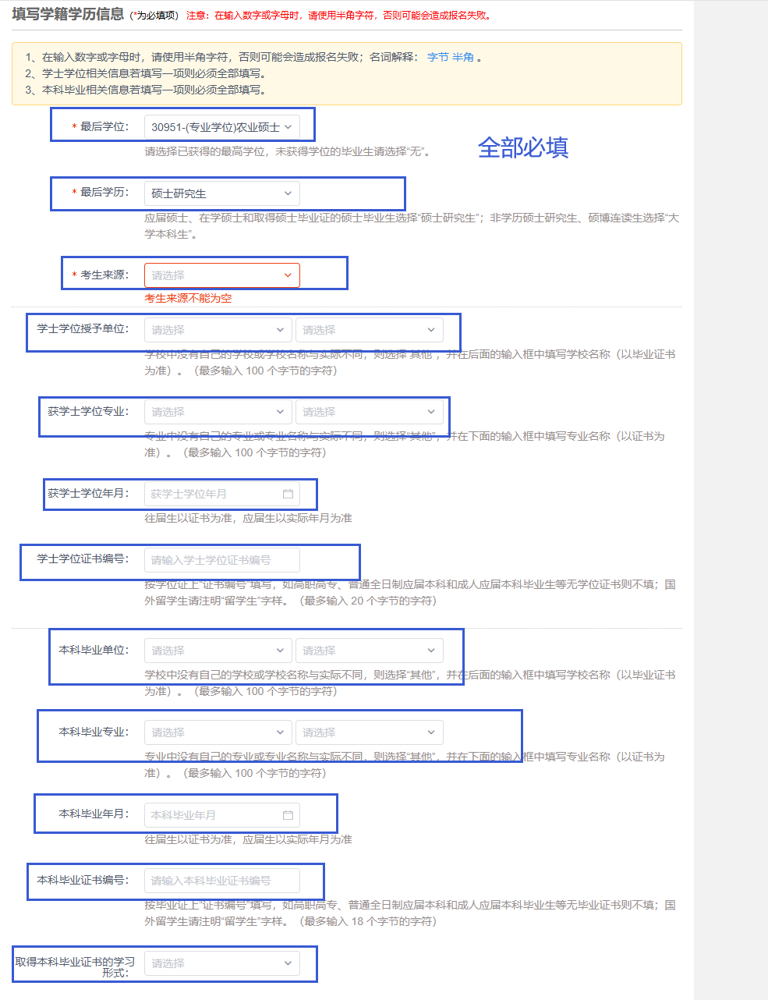 填写学籍学历信息 (*为必填项) 注意：在输入数字或字母时，请使用半角字符，否则可能会造成报名失败。
1、在输入数字或字母时，请使用半角字符，否则可能会造成报名失败；名词解释： 字节 半角 。
2、学士学位相关信息若填写一项则必须全部填写。
3、本科毕业相关信息若填写一项则必须全部填写。
* 最后学位： 30951-(专业学位)农业硕士
请选择已获得的最高学位，未获得学位的毕业生请选择“无”。
全部必填
* 最后学历： 硕士研究生
应届硕士、在学硕士和取得硕士毕业证的硕士毕业生选择“硕士研究生”；非学历硕士研究生、硕博连读生选择“大
学本科生”。
* 考生来源： 请选择
考生来源不能为空
学士学位授予单位： 请选择 请选择
学校中没有自己的学校或学校名称与实际不同，则选择“其他”，并在后面的输入框中填写学校名称（以毕业证书
为准）。（最多输入 100 个字节的字符）
获学士学位专业： 请选择 请选择
专业中没有自己的专业或专业名称与实际不同，则选择“其他”，并在下面的输入框中填写专业名称（以证书为
准）。（最多输入 100 个字节的字符）
获学士学位年月： 获学士学位年月
往届生以证书为准，应届生以实际年月为准
学士学位证书编号： 请输入学士学位证书编号
按学位证上“证书编号”填写，如高职高专、普通全日制应届本科和成人应届本科毕业生等无学位证书则不填；国
外留学生请注明“留学生”字样。（最多输入 20 个字节的字符）
本科毕业单位： 请选择 请选择
学校中没有自己的学校或学校名称与实际不同，则选择“其他”，并在后面的输入框中填写学校名称（以毕业证书
为准）。（最多输入 100 个字节的字符）
本科毕业专业： 请选择 请选择
专业中没有自己的专业或专业名称与实际不同，则选择“其他”，并在下面的输入框中填写专业名称（以证书为
准）。（最多输入 100 个字节的字符）
本科毕业年月： 本科毕业年月
往届生以证书为准，应届生以实际年月为准
本科毕业证书编号： 请输入本科毕业证书编号
按毕业证上“证书编号”填写，如高职高专、普通全日制应届本科和成人应届本科毕业生等无毕业证书则不填；国
外留学生请注明“留学生”字样。（最多输入 18 个字节的字符）
取得本科毕业证书的学习
形式： 请选择